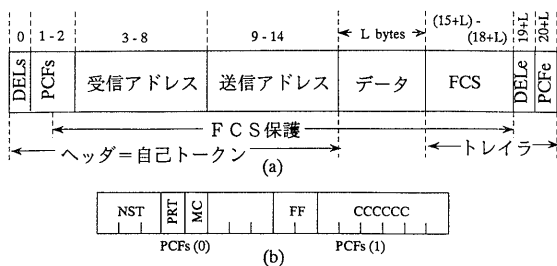 0 1-2 3-8 9-14 L bytes (15+L)-(18+L) 19+L 20+L
DELs PCFs 受信アドレス 送信アドレス データ FCS DELe PCFe
FCS保護
ヘッダ=自己トークン トレイラ
(a)
NST PRT MC FF CCCCCC
PCFs(0) PCFs(1)
(b)